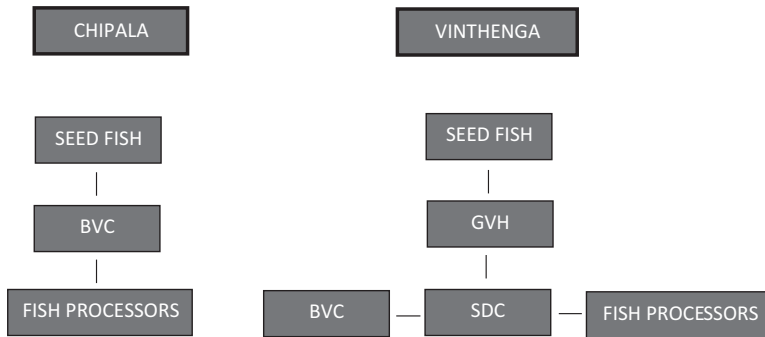 CHIPALA
VINTHENGA
SEED FISH
BVC
FISH PROCESSORS
SEED FISH
GVH
BVC
SDC
FISH PROCESSORS